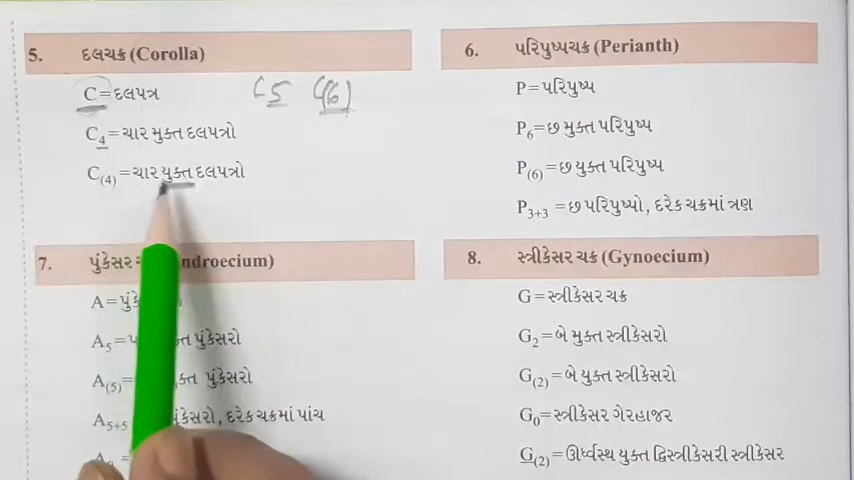 5. દલચક્ર (Corolla)
C=દલપત્ર C5 C(6)
C4=ચાર મુક્ત દલપત્રો
C(4)=ચાર યુક્ત દલપત્રો
6. પરિપુષ્પચક્ર (Perianth)
P=પરિપુષ્પ
P6=છ મુક્ત પરિપુષ્પ
P(6)=છ યુક્ત પરિપુષ્પ
P3+3 =છ પરિપુષ્પો, દરેક ચક્રમાં ત્રણ
7. પુંકેસર ndroecium)
A=
A5= પુંકેસરો
A(5)= પુંકેસરો
A5+5 દરેક ચક્રમાં પાંચ
8. સ્ત્રીકેસર ચક્ર (Gynoecium)
G=સ્ત્રીકેસર ચક્ર
G2=બે મુક્ત સ્ત્રીકેસરો
G(2)=બે યુક્ત સ્ત્રીકેસરો
G0=સ્ત્રીકેસર ગેરહાજર
G(2)=ઊર્ધ્વસ્થ યુક્ત દ્વિસ્ત્રીકેસરી સ્ત્રીકેસર